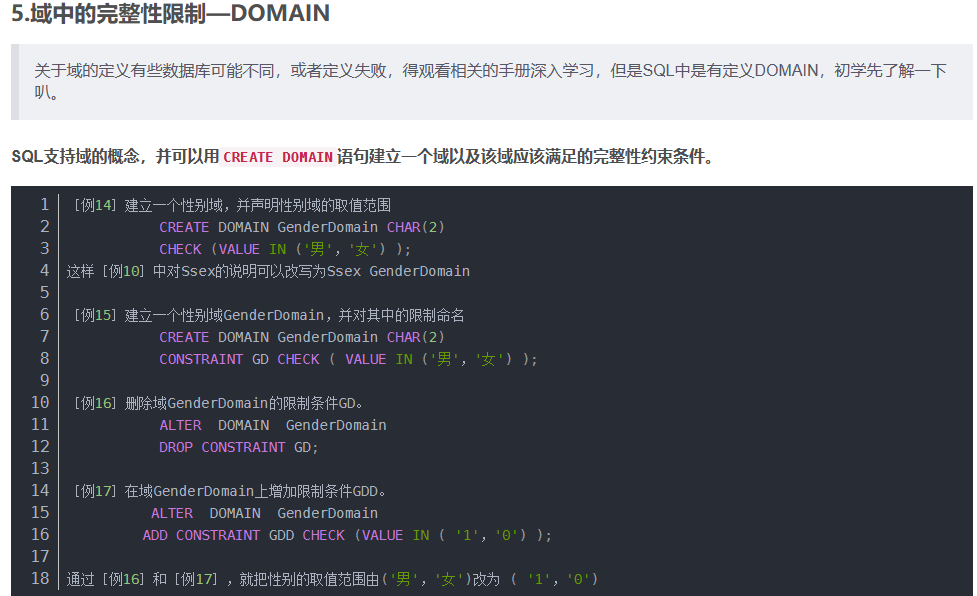 5.域中的完整性限制—DOMAIN
关于域的定义有些数据库可能不同，或者定义失败，得观看相关的手册深入学习，但是SQL中是有定义DOMAIN，初学先了解一下
叭。
SQL支持域的概念，并可以用 CREATE DOMAIN 语句建立一个域以及该域应该满足的完整性约束条件。
1 [例14] 建立一个性别域，并声明性别域的取值范围
2 CREATE DOMAIN GenderDomain CHAR(2)
3 CHECK (VALUE IN ('男'，'女') );
4 这样 [例10] 中对Ssex的说明可以改写为Ssex GenderDomain
5
6 [例15] 建立一个性别域GenderDomain，并对其中的限制命名
7 CREATE DOMAIN GenderDomain CHAR(2)
8 CONSTRAINT GD CHECK ( VALUE IN ('男'，'女') );
9
10 [例16] 删除域GenderDomain的限制条件GD。
11 ALTER DOMAIN GenderDomain
12 DROP CONSTRAINT GD;
13
14 [例17] 在域GenderDomain上增加限制条件GDD。
15 ALTER DOMAIN GenderDomain
16 ADD CONSTRAINT GDD CHECK (VALUE IN ( '1'，'0') );
17
18 通过 [例16] 和 [例17] ，就把性别的取值范围由('男'，'女')改为 ( '1'，'0')